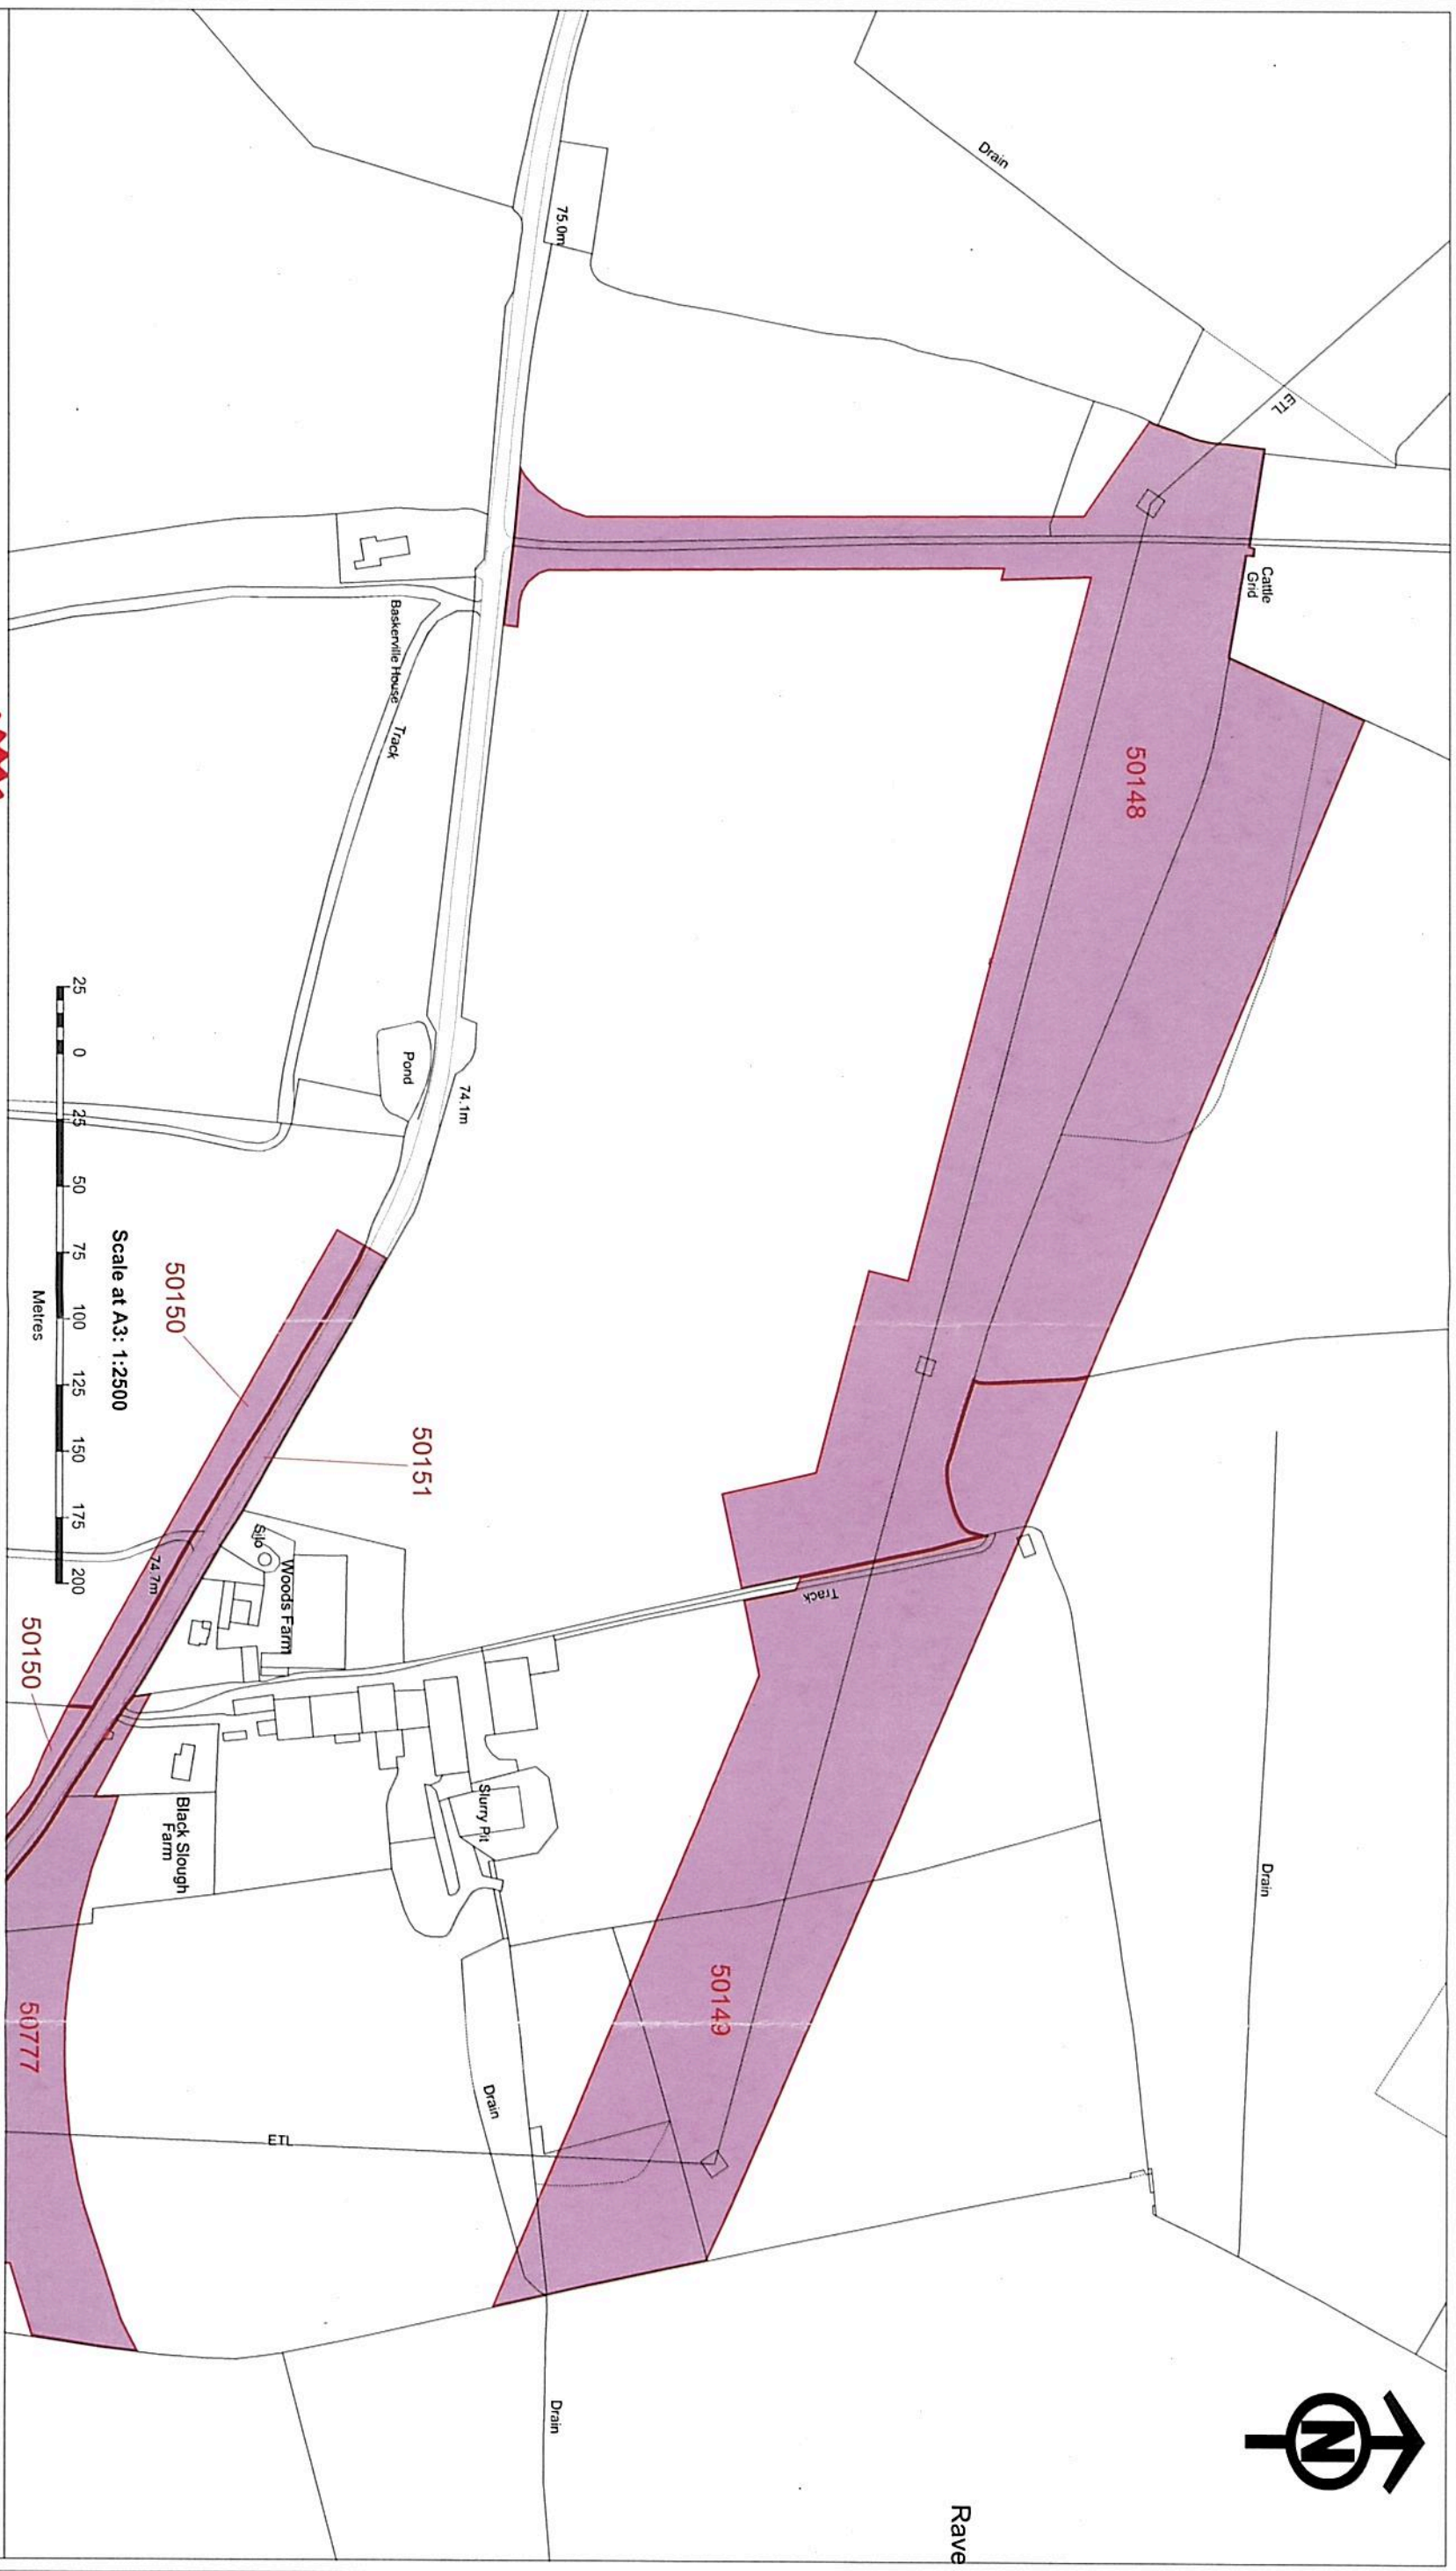 Drain
ETL
Cattle
Grid
75.0m
50148
Baskerville House
Track
Pond
74.1m
Track
Drain
50151
50150
Silo
Woods Farm
74.7m
Slurry Pit
Black Slough
Farm
50150
50149
50777
Drain
ETL
Drain
Rave
N
Scale at A3: 1:2500
25 0 25 50 75 100 125 150 175 200
Metres